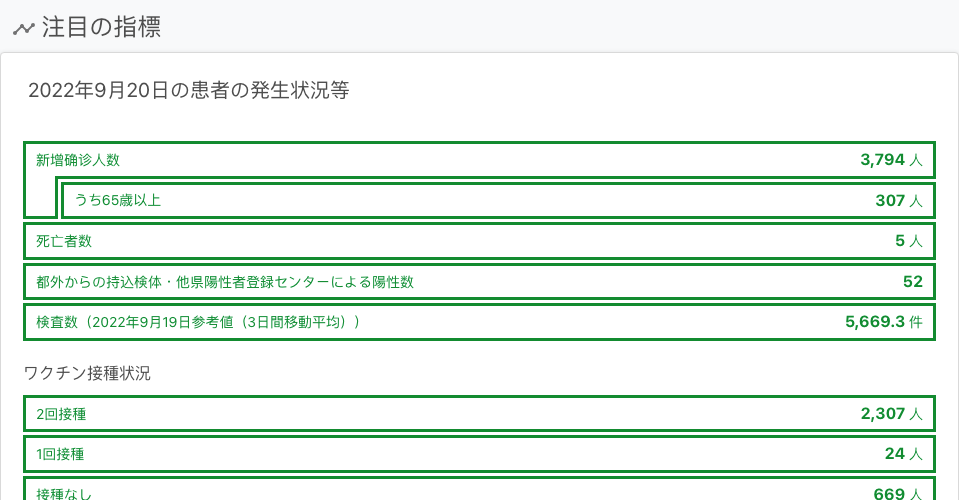 注目の指標
2022年9月20日の患者の発生状況等
新增确诊人数 3,794 人
うち65歳以上 307 人
死亡者数 5 人
都外からの持込検体・他県陽性者登録センターによる陽性数 52
検査数（2022年9月19日参考値（3日間移動平均）） 5,669.3 件
ワクチン接種状況
2回接種 2,307 人
1回接種 24 人
接種なし 669 人